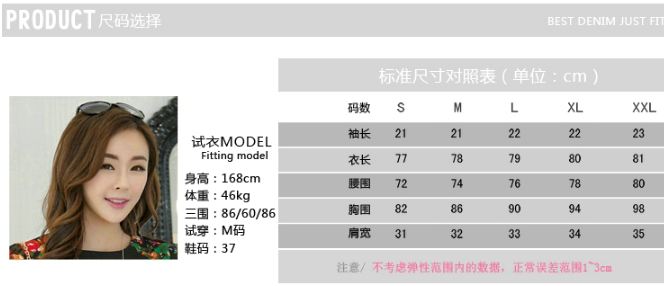 PRODUCT 尺码选择
BEST DENIM JUST FIT
标准尺寸对照表（单位：cm）
码数 S M L XL XXL
袖长 21 21 22 22 23
衣长 77 78 79 80 81
腰围 72 74 76 78 80
胸围 82 86 90 94 98
肩宽 31 32 33 34 35
注意/ 不考虑弹性范围内的数据，正常误差范围1~3cm
试衣MODEL
Fitting model
身高：168cm
体重：46kg
三围：86/60/86
试穿：M码
鞋码：37